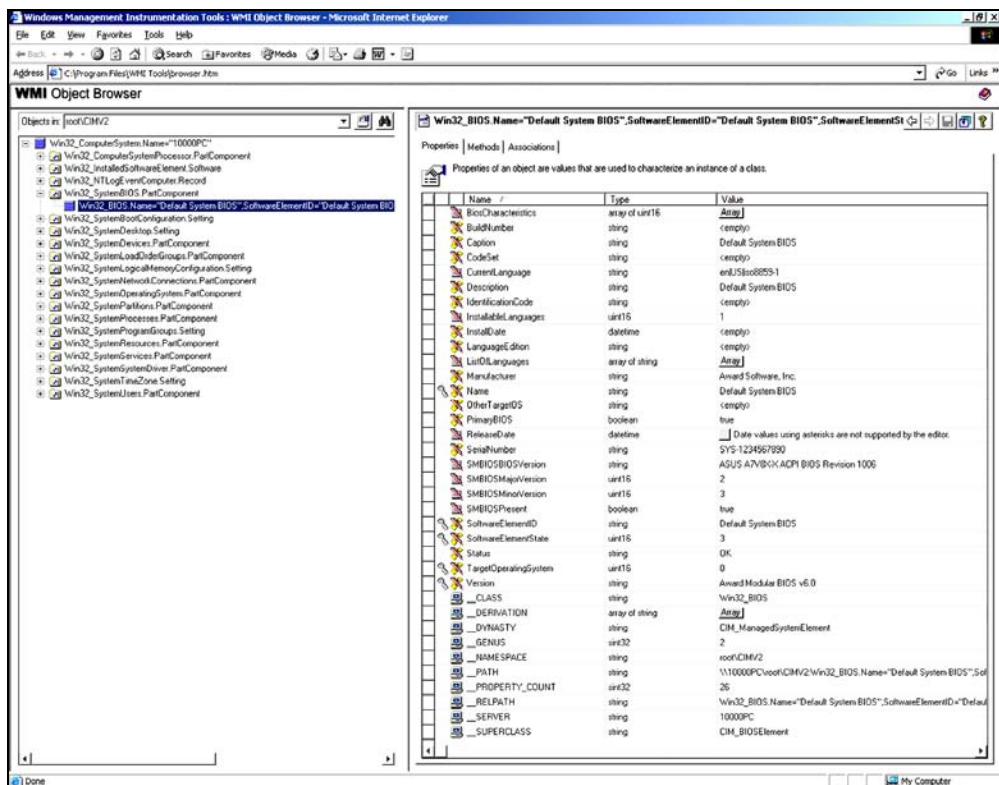 Windows Management Instrumentation Tools : WMI Object Browser - Microsoft Internet Explorer
File Edit View Favorites Tools Help
Back Search Favorites Media
Address C:\Program Files\WMI Tools\browser.htm Go Links »
WMI Object Browser
Objects in: root\CIMV2
Win32_ComputerSystem.Name="10000PC"
Win32_ComputerSystemProcessor.PartComponent
Win32_InstalledSoftwareElement.Software
Win32_NTLogEventComputer.Record
Win32_SystemBIOS.PartComponent
Win32_BIOS.Name="Default System BIOS",SoftwareElementID="Default System BIO
Win32_SystemBootConfiguration.Setting
Win32_SystemDesktop.Setting
Win32_SystemDevices.PartComponent
Win32_SystemLoadOrderGroups.PartComponent
Win32_SystemLogicalMemoryConfiguration.Setting
Win32_SystemNetworkConnections.PartComponent
Win32_SystemOperatingSystem.PartComponent
Win32_SystemPartitions.PartComponent
Win32_SystemProcesses.PartComponent
Win32_SystemProgramGroups.Setting
Win32_SystemResources.PartComponent
Win32_SystemServices.PartComponent
Win32_SystemSystemDriver.PartComponent
Win32_SystemTimeZone.Setting
Win32_SystemUsers.PartComponent
Win32_BIOS.Name="Default System BIOS",SoftwareElementID="Default System BIOS",SoftwareElementSt
Properties Methods Associations
Properties of an object are values that are used to characterize an instance of a class.
Name / Type Value
BiosCharacteristics array of uint16 Array
BuildNumber string <empty>
Caption string Default System BIOS
CodeSet string <empty>
CurrentLanguage string en|US|iso8859-1
Description string Default System BIOS
IdentificationCode string <empty>
InstallableLanguages uint16 1
InstallDate datetime <empty>
LanguageEdition string <empty>
ListOfLanguages array of string Array
Manufacturer string Award Software, Inc.
Name string Default System BIOS
OtherTargetOS string <empty>
PrimaryBIOS boolean true
ReleaseDate datetime Date values using asterisks are not supported by the editor.
SerialNumber string SYS-1234567890
SMBIOSBIOSVersion string ASUS A7V8X-X ACPI BIOS Revision 1006
SMBIOSMajorVersion uint16 2
SMBIOSMinorVersion uint16 3
SMBIOSPresent boolean true
SoftwareElementID string Default System BIOS
SoftwareElementState uint16 3
Status string OK
TargetOperatingSystem uint16 0
Version string Award Modular BIOS v6.0
__CLASS string Win32_BIOS
__DERIVATION array of string Array
__DYNASTY string CIM_ManagedSystemElement
__GENUS sint32 2
__NAMESPACE string root\CIMV2
__PATH string \\10000PC\root\CIMV2:Win32_BIOS.Name="Default System BIOS",Sof
__PROPERTY_COUNT sint32 26
__RELPATH string Win32_BIOS.Name="Default System BIOS",SoftwareElementID="Defaul
__SERVER string 10000PC
__SUPERCLASS string CIM_BIOSElement
Done My Computer